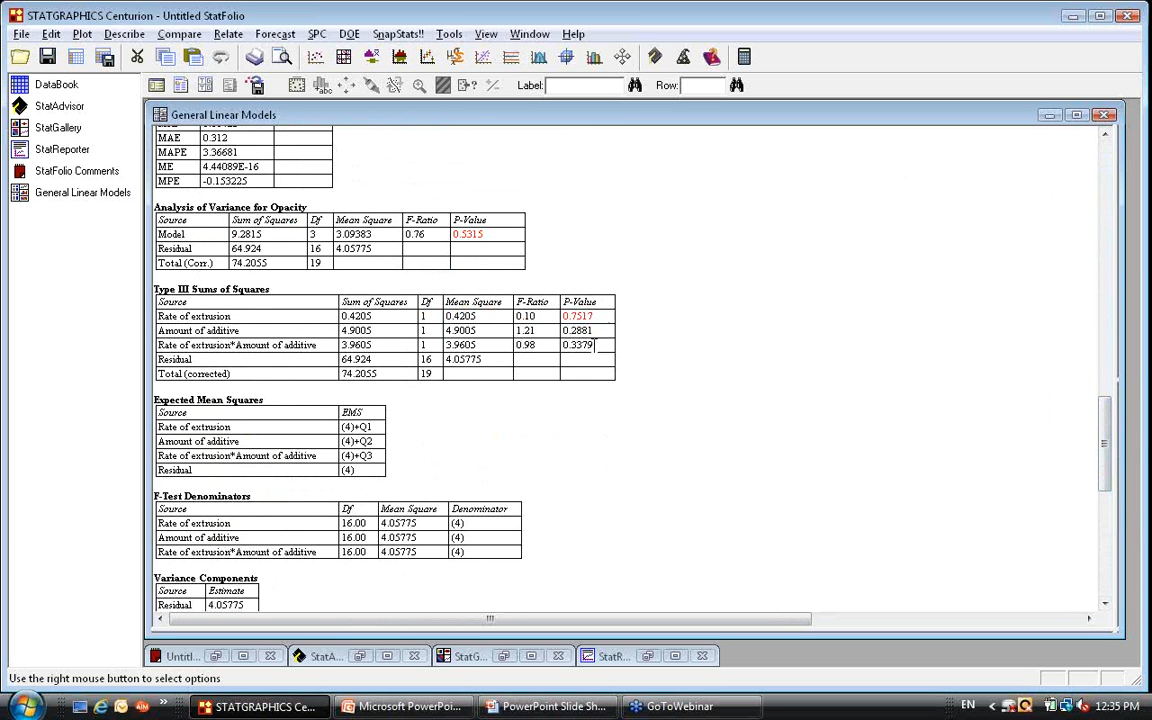 STATGRAPHICS Centurion - Untitled StatFolio
File Edit Plot Describe Compare Relate Forecast SPC DOE SnapStats!! Tools View Window Help
Label: Row:
DataBook
StatAdvisor
StatGallery
StatReporter
StatFolio Comments
General Linear Models
General Linear Models
MAE 0.312
MAPE 3.36681
ME 4.44089E-16
MPE -0.153225
Analysis of Variance for Opacity
Source Sum of Squares Df Mean Square F-Ratio P-Value
Model 9.2815 3 3.09383 0.76 0.5315
Residual 64.924 16 4.05775
Total (Corr.) 74.2055 19
Type III Sums of Squares
Source Sum of Squares Df Mean Square F-Ratio P-Value
Rate of extrusion 0.4205 1 0.4205 0.10 0.7517
Amount of additive 4.9005 1 4.9005 1.21 0.2881
Rate of extrusion*Amount of additive 3.9605 1 3.9605 0.98 0.3379
Residual 64.924 16 4.05775
Total (corrected) 74.2055 19
Expected Mean Squares
Source EMS
Rate of extrusion (4)+Q1
Amount of additive (4)+Q2
Rate of extrusion*Amount of additive (4)+Q3
Residual (4)
F-Test Denominators
Source Df Mean Square Denominator
Rate of extrusion 16.00 4.05775 (4)
Amount of additive 16.00 4.05775 (4)
Rate of extrusion*Amount of additive 16.00 4.05775 (4)
Variance Components
Source Estimate
Residual 4.05775
Untitl... StatA... StatG... StatR...
Use the right mouse button to select options
STATGRAPHICS Ce... Microsoft PowerPoi... PowerPoint Slide Sh... GoToWebinar EN 12:35 PM